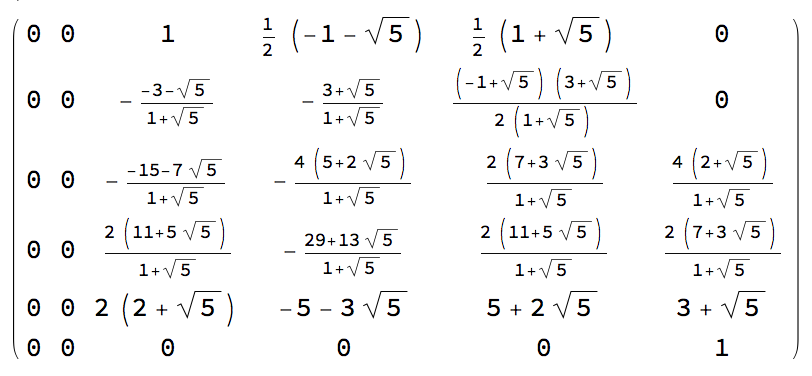 0 0 1 1/2 (-1 - √5) 1/2 (1 + √5) 0
0 0 - (-3-√5)/(1+√5) - (3+√5)/(1+√5) ((-1+√5) (3+√5))/(2 (1+√5)) 0
0 0 - (-15-7 √5)/(1+√5) - (4 (5+2 √5))/(1+√5) (2 (7+3 √5))/(1+√5) (4 (2+√5))/(1+√5)
0 0 (2 (11+5 √5))/(1+√5) - (29+13 √5)/(1+√5) (2 (11+5 √5))/(1+√5) (2 (7+3 √5))/(1+√5)
0 0 2 (2 + √5) -5 - 3 √5 5 + 2 √5 3 + √5
0 0 0 0 0 1